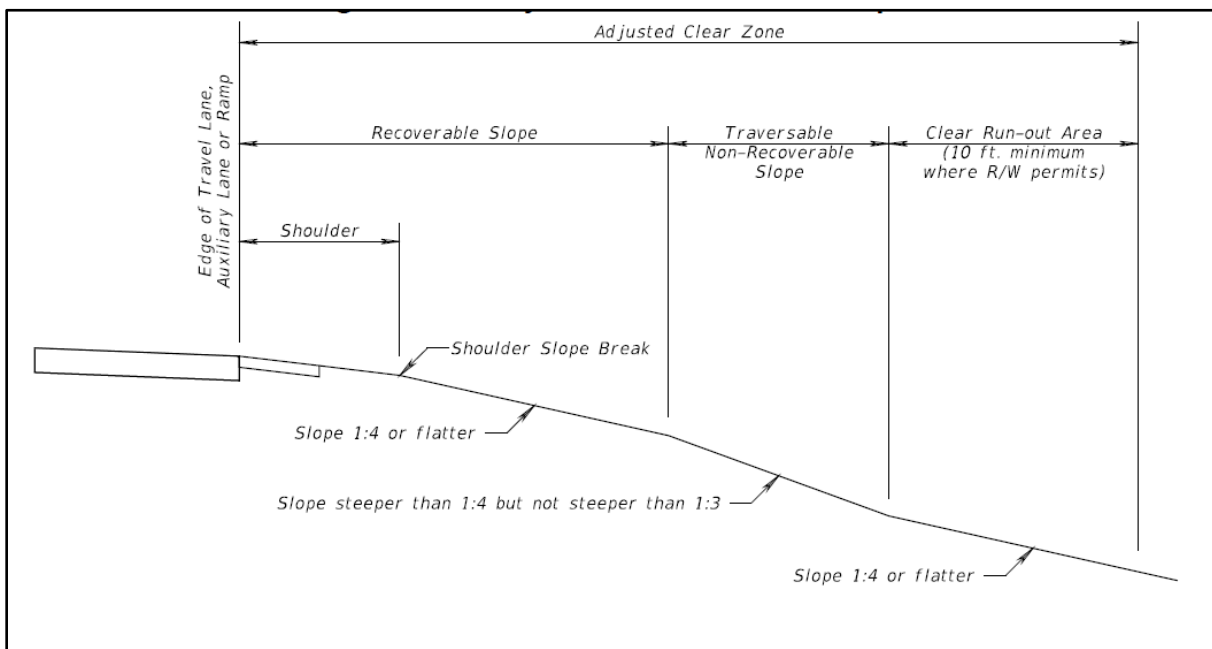 Adjusted Clear Zone
Edge of Travel Lane,
Auxiliary Lane or Ramp
Recoverable Slope
Traversable
Non-Recoverable
Slope
Clear Run-out Area
(10 ft. minimum
where R/W permits)
Shoulder
Shoulder Slope Break
Slope 1:4 or flatter
Slope steeper than 1:4 but not steeper than 1:3
Slope 1:4 or flatter